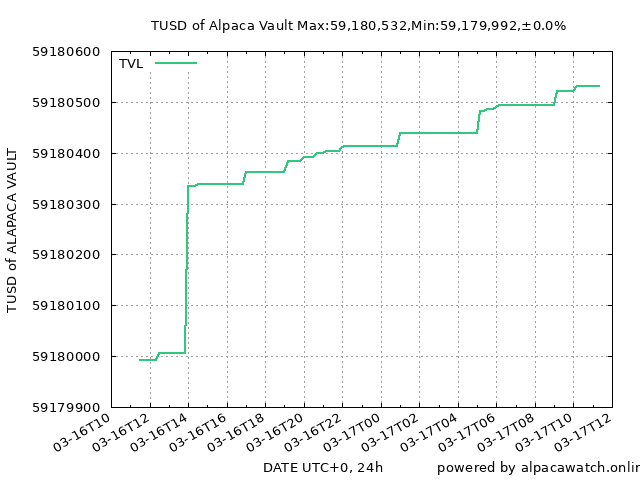 TUSD of Alpaca Vault Max:59,180,532,Min:59,179,992,±0.0%
TVL
59180600
59180500
59180400
59180300
59180200
59180100
59180000
59179900
TUSD of ALAPACA VAULT
03-16T10
03-16T12
03-16T14
03-16T16
03-16T18
03-16T20
03-16T22
03-17T00
03-17T02
03-17T04
03-17T06
03-17T08
03-17T10
03-17T12
DATE UTC+0, 24h
powered by alpacawatch.onlin